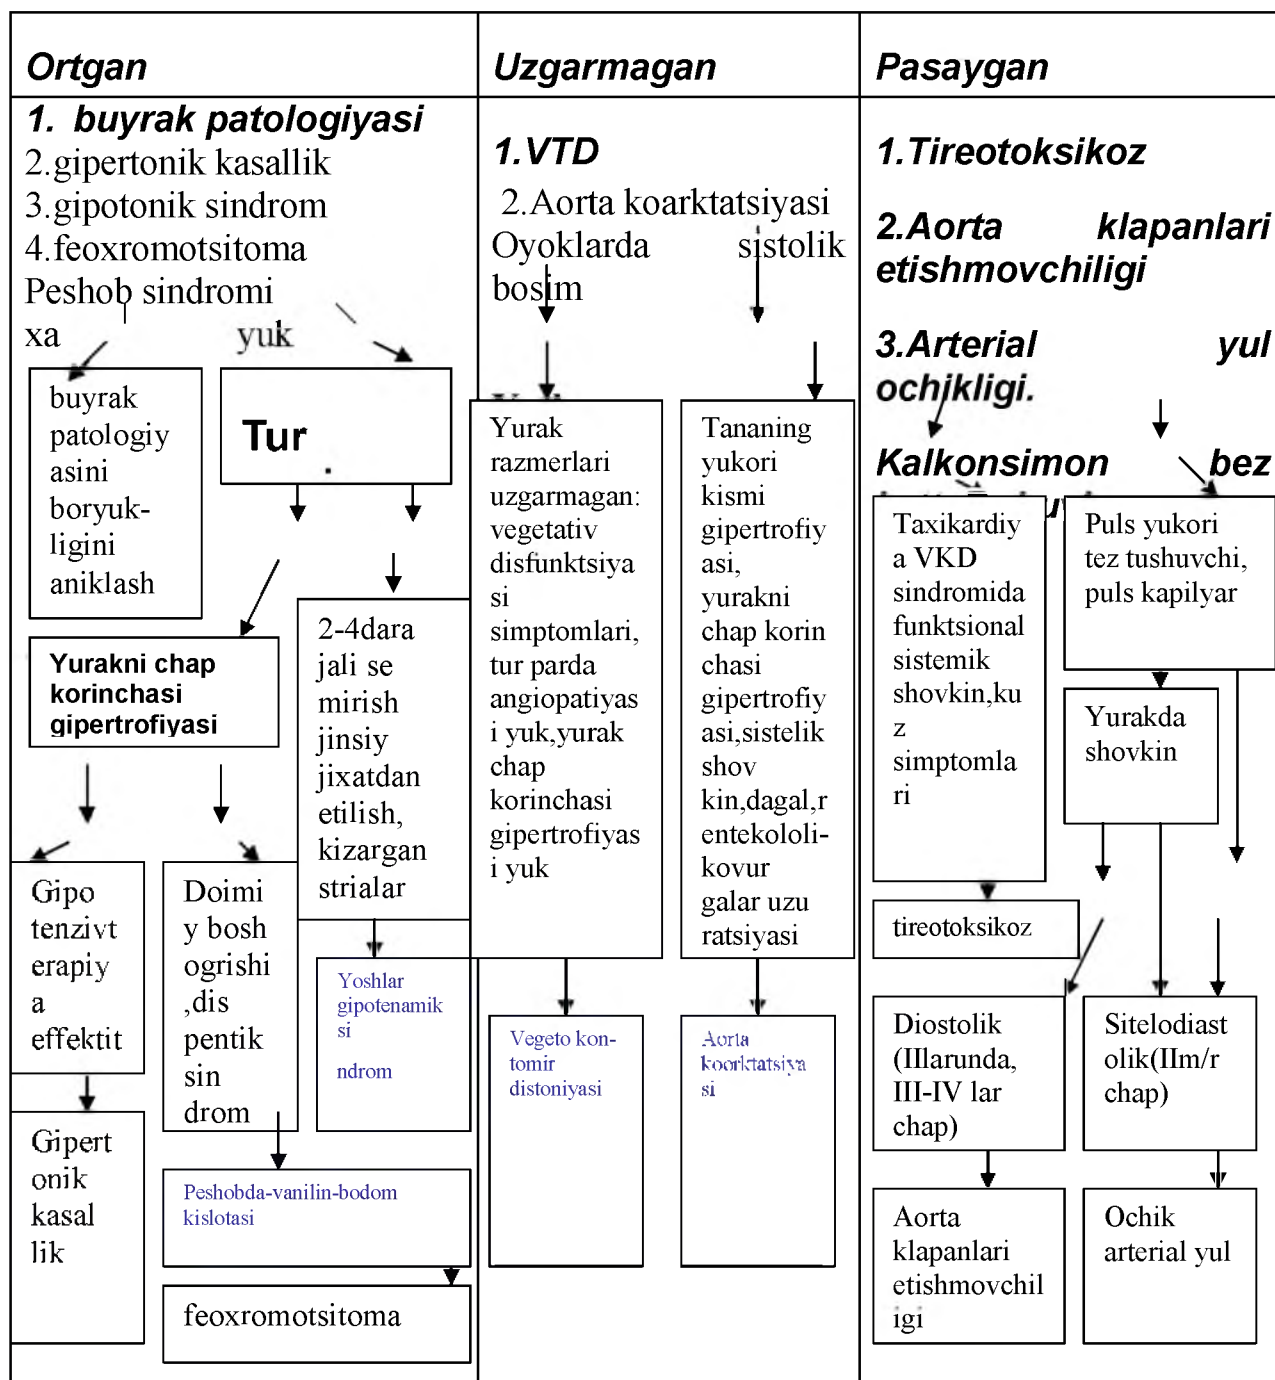 Ortgan
Uzgarmagan
Pasaygan
1. buyrak patologiyasi
2.gipertonik kasallik
3.gipotonik sindrom
4.feoxromotsitoma
Peshob sindromi
xa yuk
buyrak
patologiy
asini
boryuk-
ligini
aniklash
Tur
Yurakni chap
korinchasi
gipertrofiyasi
2-4dara
jali se
mirish
jinsiy
jixatdan
etilish,
kizargan
strialar
Gipo
tenzivt
erapiy
a
effektit
Doimi
y bosh
ogrishi
,dis
pentik
sin
drom
Yoshlar
gipotenamik
si
ndrom
Gipert
onik
kasal
lik
Peshobda-vanilin-bodom
kislotasi
feoxromotsitoma
1.VTD
2.Aorta koarktatsiyasi
Oyoklarda sistolik
bosim
Yurak
razmerlari
uzgarmagan:
vegetativ
disfunktsiya
si
simptomlari,
tur parda
angiopatiyas
i yuk,yurak
chap
korinchasi
gipertrofiyas
i yuk
Tananing
yukori
kismi
gipertrofiy
asi,
yurakni
chap korin
chasi
gipertrofiy
asi,sistelik
shov
kin,dagal,r
entekololi-
kovur
galar uzu
ratsiyasi
Vegeto kon-
tomir
distoniyasi
Aorta
koorktatsiya
si
1.Tireotoksikoz
2.Aorta klapanlari
etishmovchiligi
3.Arterial yul
ochikligi.
Kalkonsimon bez
Taxikardiy
a VKD
sindromida
funktsional
sistemik
shovkin,ku
z
simptomla
ri
Puls yukori
tez tushuvchi,
puls kapilyar
Yurakda
shovkin
tireotoksikoz
Diostolik
(IIlarunda,
III-IV lar
chap)
Sitelodiast
olik(IIm/r
chap)
Aorta
klapanlari
etishmovchil
igi
Ochik
arterial yul